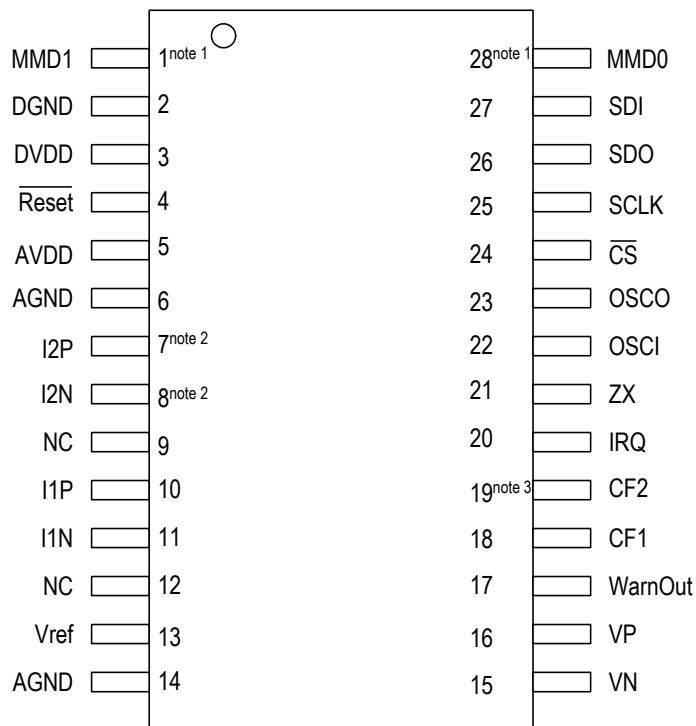 MMD1 1note 1 28note 1 MMD0
DGND 2 27 SDI
DVDD 3 26 SDO
Reset 4 25 SCLK
AVDD 5 24 CS
AGND 6 23 OSCO
I2P 7note 2 22 OSCI
I2N 8note 2 21 ZX
NC 9 20 IRQ
I1P 10 19note 3 CF2
I1N 11 18 CF1
NC 12 17 WarnOut
Vref 13 16 VP
AGND 14 15 VN